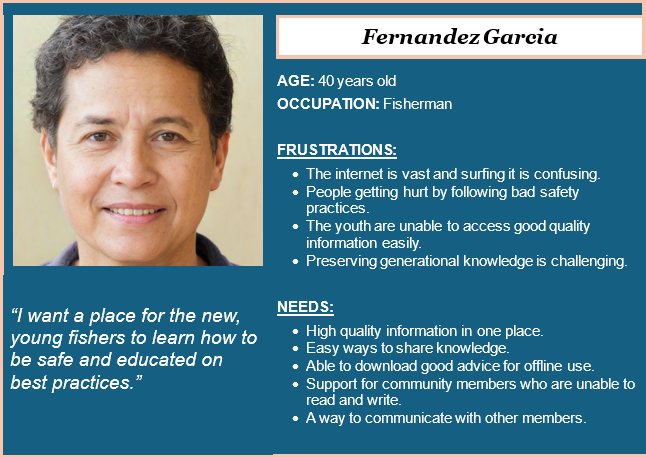 Fernandez Garcia
AGE: 40 years old
OCCUPATION: Fisherman
FRUSTRATIONS:
• The internet is vast and surfing it is confusing.
• People getting hurt by following bad safety
practices.
• The youth are unable to access good quality
information easily.
• Preserving generational knowledge is challenging.
“I want a place for the new,
young fishers to learn how to
be safe and educated on
best practices.”
NEEDS:
• High quality information in one place.
• Easy ways to share knowledge.
• Able to download good advice for offline use.
• Support for community members who are unable to
read and write.
• A way to communicate with other members.